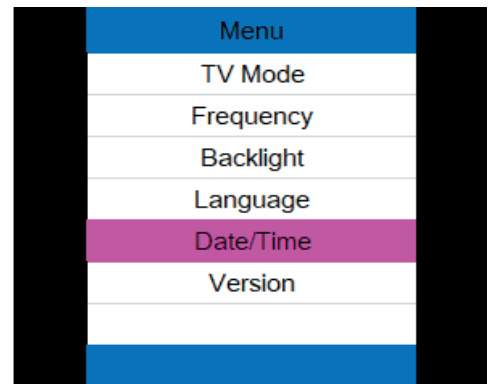 Menu
TV Mode
Frequency
Backlight
Language
Date/Time
Version